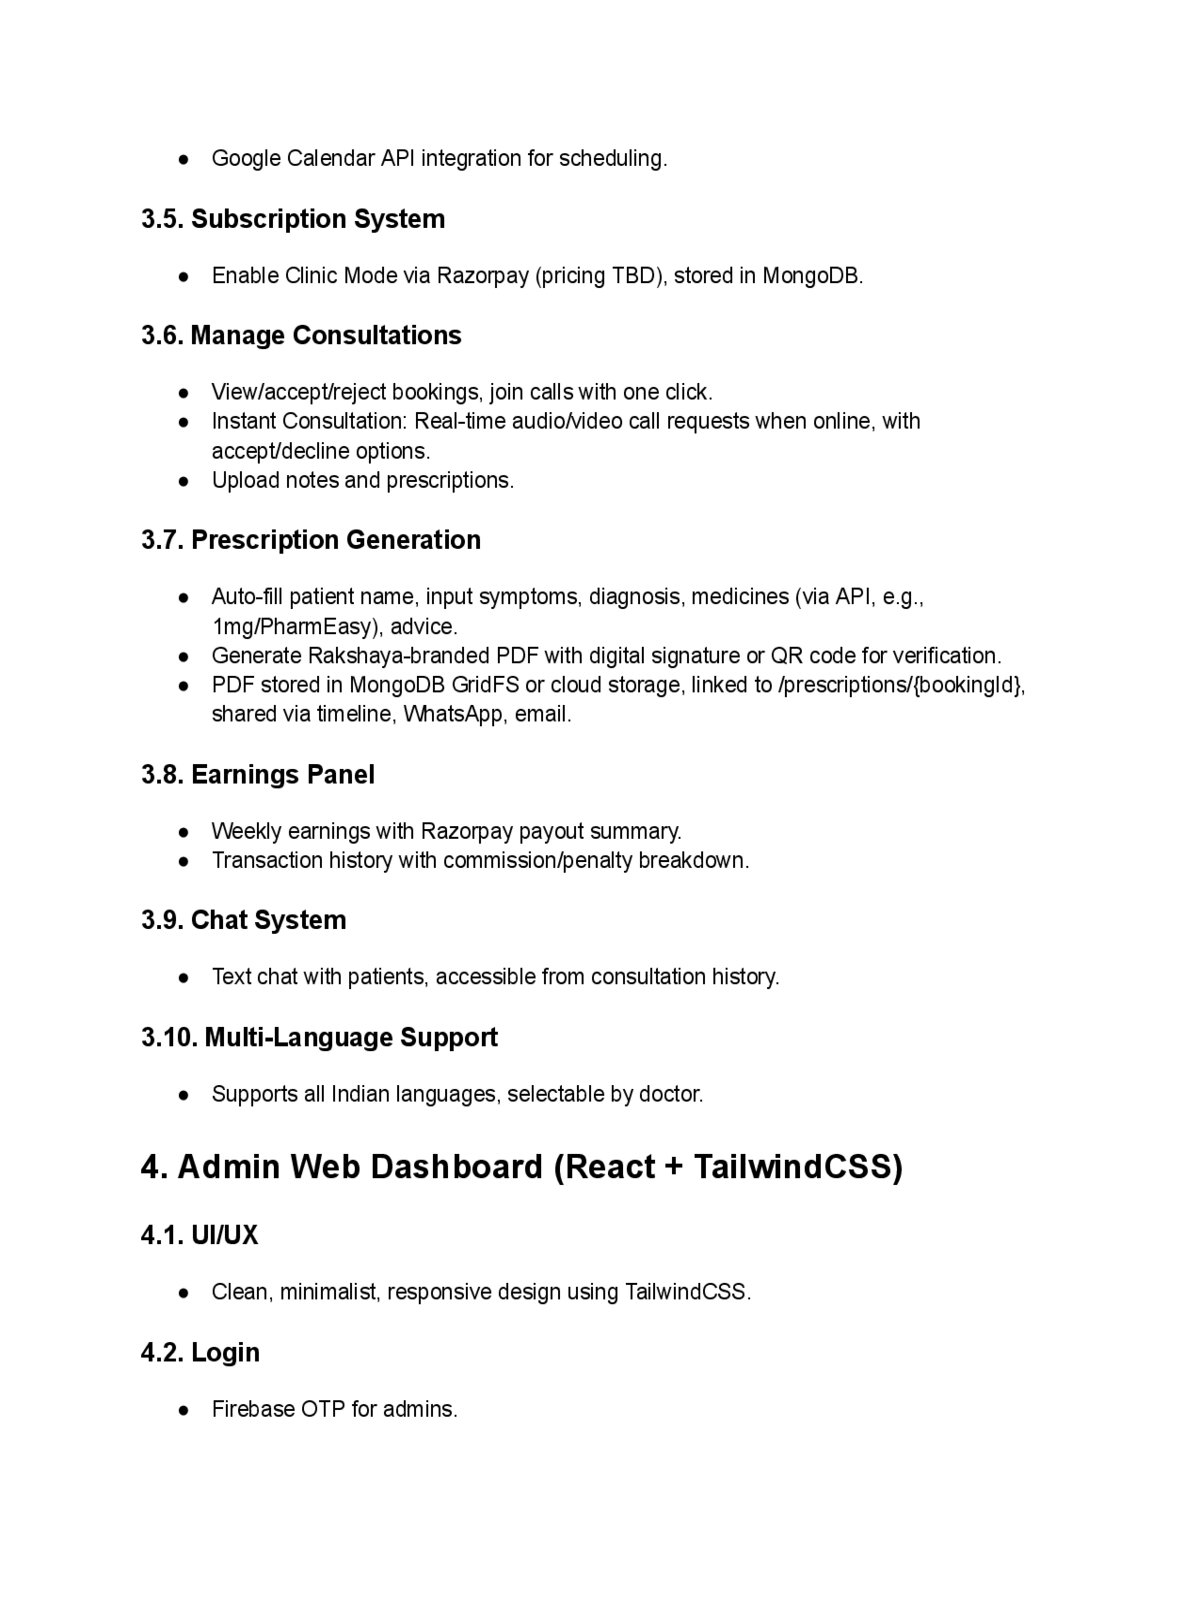 ● Google Calendar API integration for scheduling.
3.5. Subscription System
● Enable Clinic Mode via Razorpay (pricing TBD), stored in MongoDB.
3.6. Manage Consultations
● View/accept/reject bookings, join calls with one click.
● Instant Consultation: Real-time audio/video call requests when online, with
accept/decline options.
● Upload notes and prescriptions.
3.7. Prescription Generation
● Auto-fill patient name, input symptoms, diagnosis, medicines (via API, e.g.,
1mg/PharmEasy), advice.
● Generate Rakshaya-branded PDF with digital signature or QR code for verification.
● PDF stored in MongoDB GridFS or cloud storage, linked to /prescriptions/{bookingId},
shared via timeline, WhatsApp, email.
3.8. Earnings Panel
● Weekly earnings with Razorpay payout summary.
● Transaction history with commission/penalty breakdown.
3.9. Chat System
● Text chat with patients, accessible from consultation history.
3.10. Multi-Language Support
● Supports all Indian languages, selectable by doctor.
4. Admin Web Dashboard (React + TailwindCSS)
4.1. UI/UX
● Clean, minimalist, responsive design using TailwindCSS.
4.2. Login
● Firebase OTP for admins.